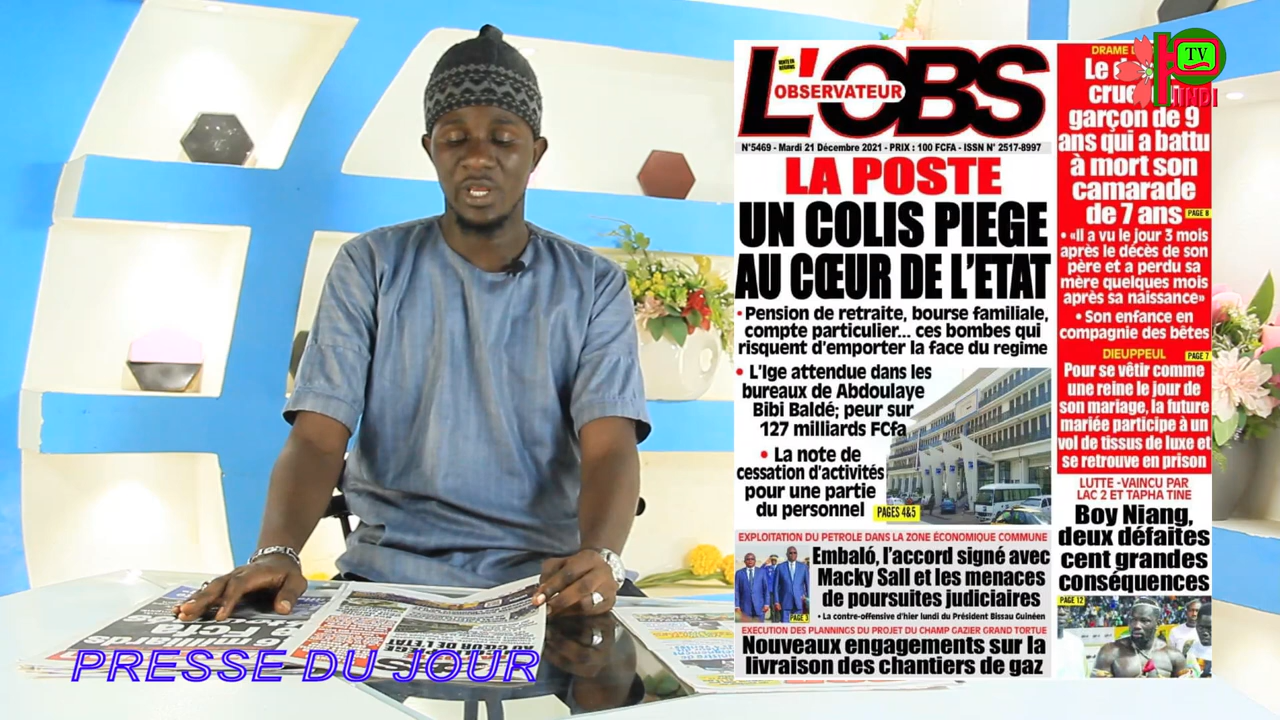 L'OBS
OBSERVATEUR
N°5469 - Mardi 21 Décembre 2021 - PRIX : 100 FCFA - ISSN N° 2517-8997
LA POSTE
UN COLIS PIEGE
AU CŒUR DE L'ETAT
• Pension de retraite, bourse familiale,
compte particulier... ces bombes qui
risquent d'emporter la face du regime
• L'Ige attendue dans les
bureaux de Abdoulaye
Bibi Baldé; peur sur
127 milliards FCfa
• La note de
cessation d'activités
pour une partie
du personnel
PAGES 4&5
EXPLOITATION DU PETROLE DANS LA ZONE ÉCONOMIQUE COMMUNE
Embaló, l'accord signé avec
Macky Sall et les menaces
de poursuites judiciaires
• La contre-offensive d'hier lundi du Président Bissau Guinéen
PAGE 3
EXECUTION DES PLANNINGS DU PROJET DU CHAMP GAZIER GRAND TORTUE
Nouveaux engagements sur la
livraison des chantiers de gaz
DRAME
Le
garçon de 9
ans qui a battu
à mort son
camarade
de 7 ans
PAGE 8
• «Il a vu le jour 3 mois
après le décès de son
père et a perdu sa
mère quelques mois
après sa naissance»
• Son enfance en
compagnie des bêtes
DIEUPPEUL
PAGE 7
Pour se vêtir comme
une reine le jour de
son mariage, la future
mariée participe à un
vol de tissus de luxe et
se retrouve en prison
LUTTE -VAINCU PAR
LAC 2 ET TAPHA TINE
Boy Niang,
deux défaites
cent grandes
conséquences
PAGE 12
TV
UNDI
PIEGE
AU CŒUR DE L'ETAT
PRESSE DU JOUR